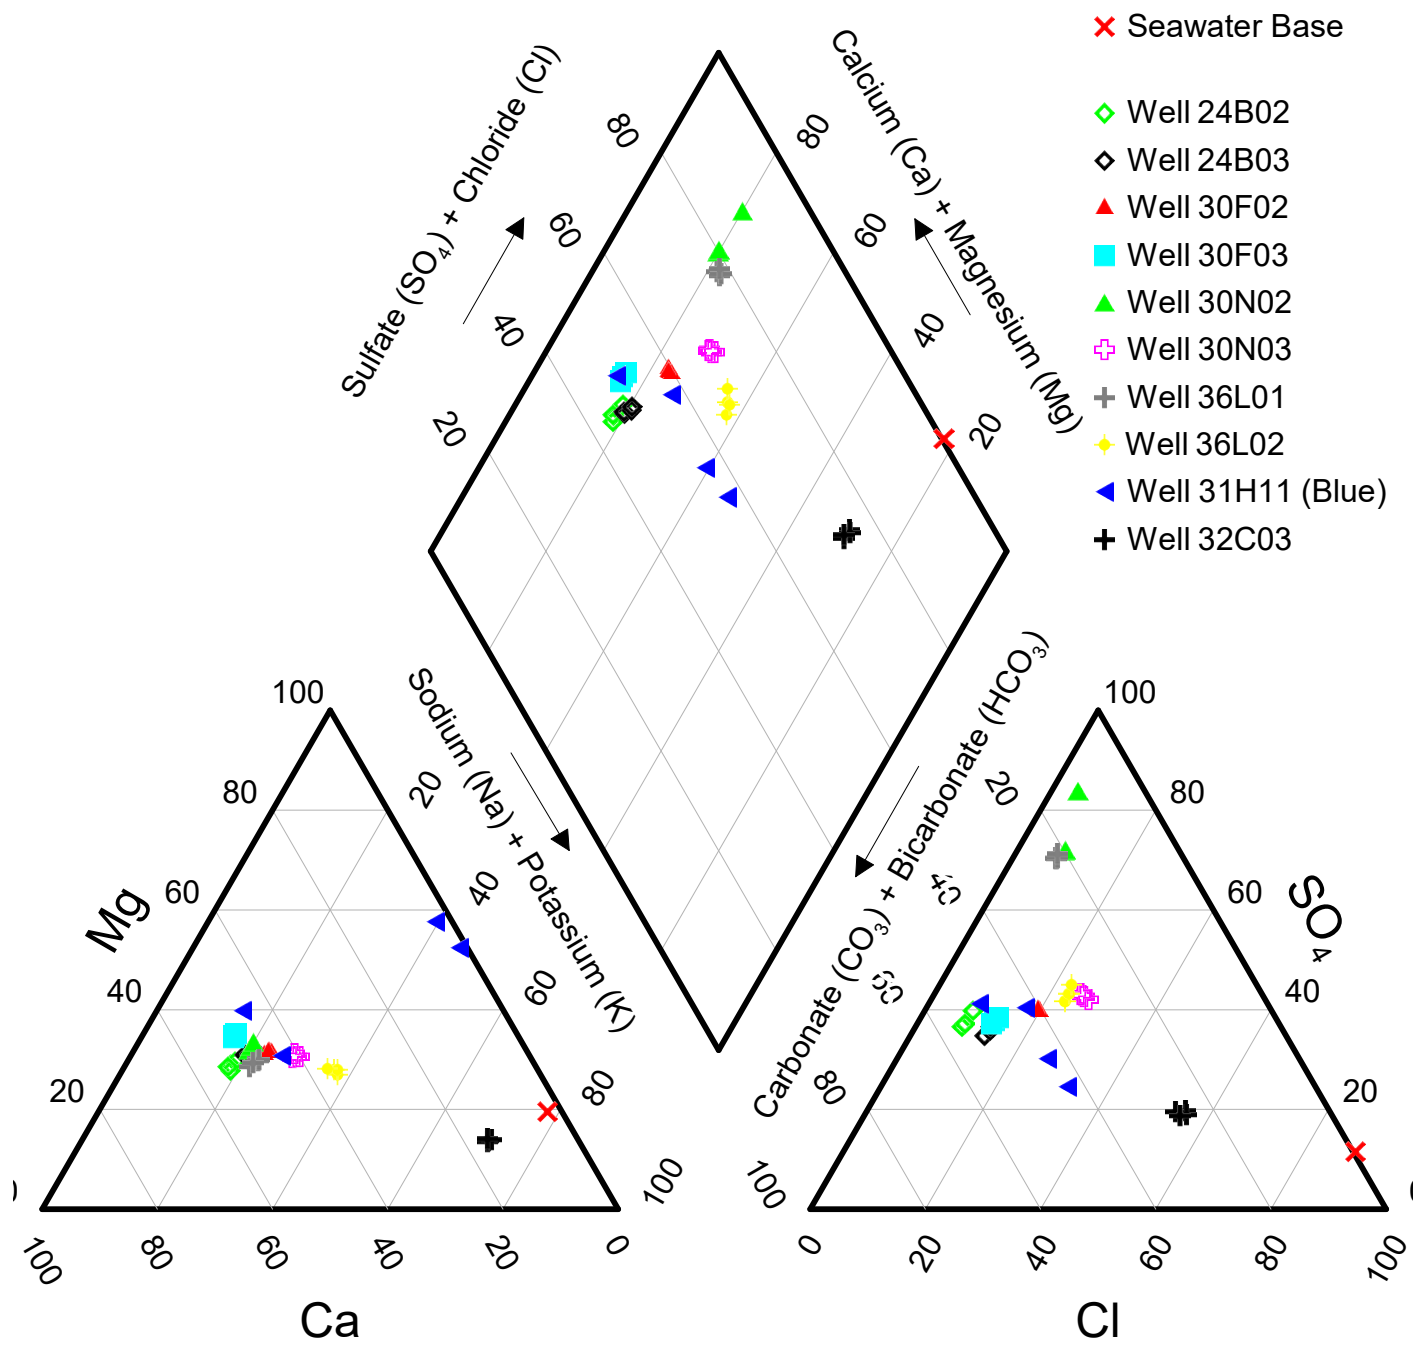 Seawater Base
Well 24B02
Well 24B03
Well 30F02
Well 30F03
Well 30N02
Well 30N03
Well 36L01
Well 36L02
Well 31H11 (Blue)
Well 32C03
Sulfate (SO₄) + Chloride (Cl)
80
60
40
20
Calcium (Ca) + Magnesium (Mg)
80
60
40
20
Sodium (Na) + Potassium (K)
Carbonate (CO₃) + Bicarbonate (HCO₃)
100
80
60
40
20
Mg
20
40
60
80
100
100
80
60
40
20
0
Ca
100
80
60
40
20
SO₄
20
40
60
80
100
0
20
40
60
80
100
Cl